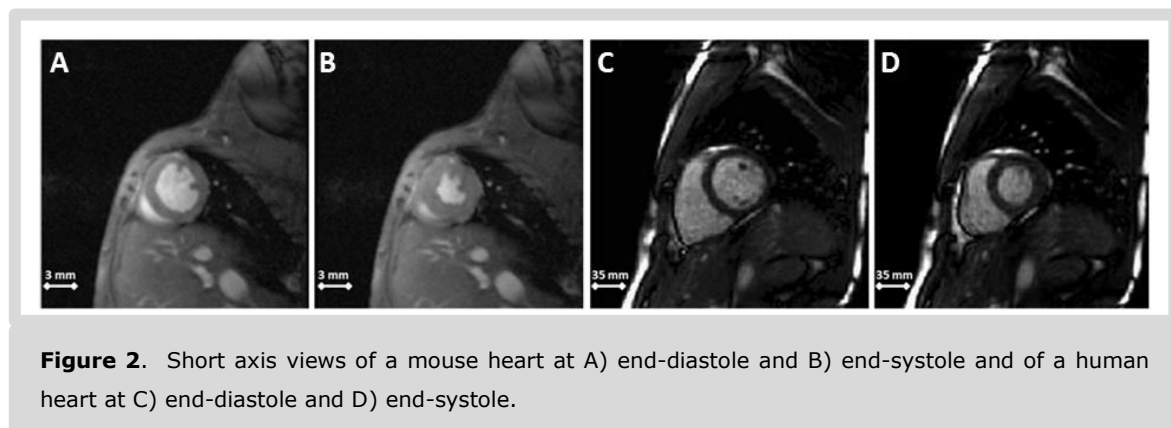 A
B
C
D
3 mm
3 mm
35 mm
35 mm
Figure 2. Short axis views of a mouse heart at A) end-diastole and B) end-systole and of a human
heart at C) end-diastole and D) end-systole.